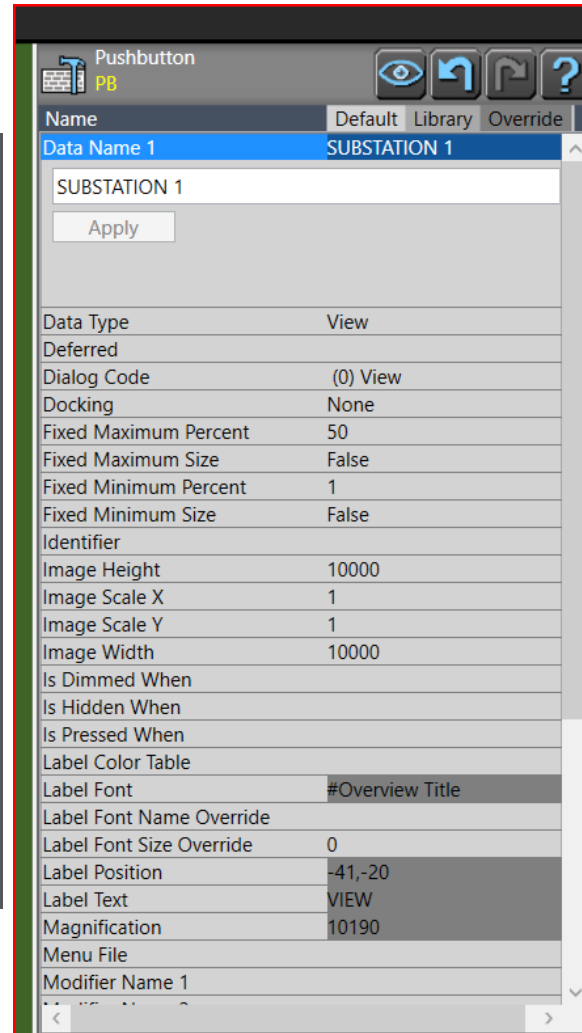 Pushbutton
PB
?
Name Default Library Override
Data Name 1 SUBSTATION 1
SUBSTATION 1
Apply
Data Type View
Deferred
Dialog Code (0) View
Docking None
Fixed Maximum Percent 50
Fixed Maximum Size False
Fixed Minimum Percent 1
Fixed Minimum Size False
Identifier
Image Height 10000
Image Scale X 1
Image Scale Y 1
Image Width 10000
Is Dimmed When
Is Hidden When
Is Pressed When
Label Color Table
Label Font #Overview Title
Label Font Name Override
Label Font Size Override 0
Label Position -41,-20
Label Text VIEW
Magnification 10190
Menu File
Modifier Name 1